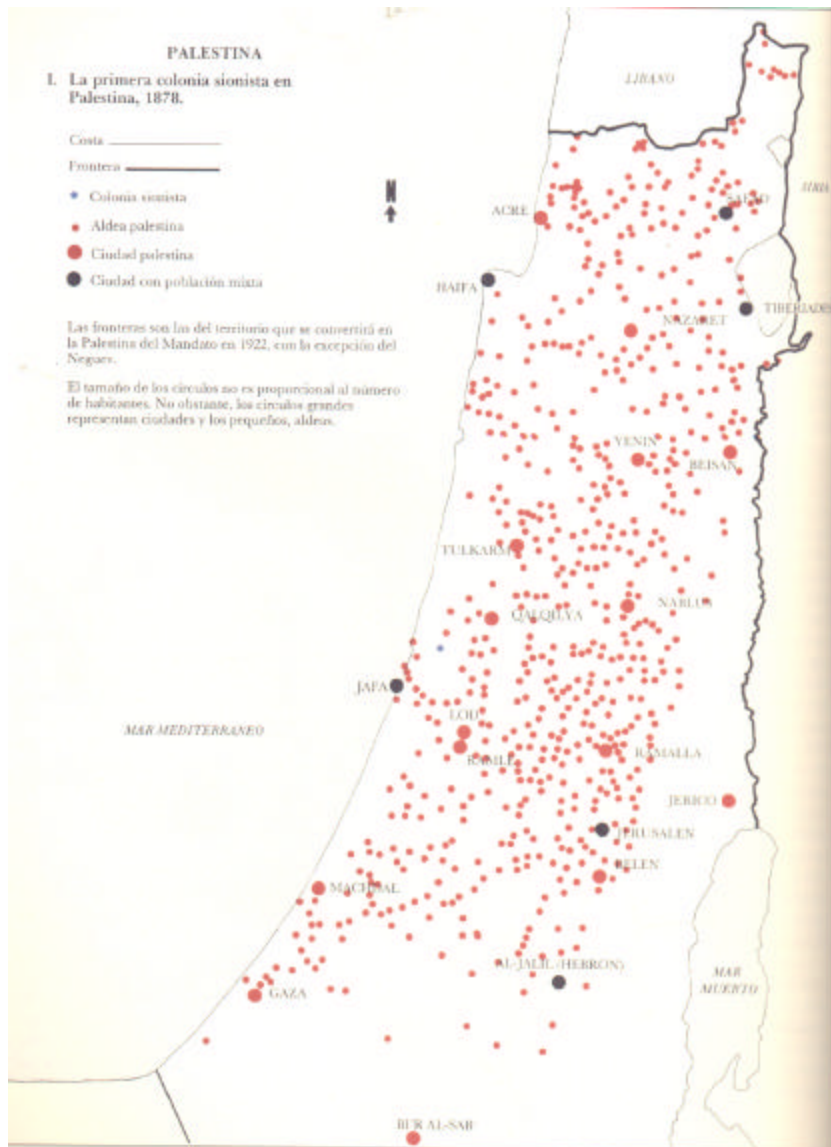 PALESTINA
I. La primera colonia sionista en
Palestina, 1878.
Costa
Frontera
Colonia sionista
Aldea palestina
Ciudad palestina
Ciudad con población mixta
N
Las fronteras son las del territorio que se convertirá en
la Palestina del Mandato en 1922, con la excepción del
Neguev.
El tamaño de los círculos no es proporcional al número
de habitantes. No obstante, los círculos grandes
representan ciudades y los pequeños, aldeas.
LIBANO
SIRIA
SAFAD
ACRE
HAIFA
TIBERIADES
NAZARET
YENIN
BEISAN
TULKARM
NABLUS
QALQILYA
JAFA
LOD
MAR MEDITERRANEO
RAMLE
RAMALLA
JERICO
JERUSALEN
BELEN
MACHDAL
AL-JALIL (HEBRON)
MAR
MUERTO
GAZA
BI'R AL-SAB